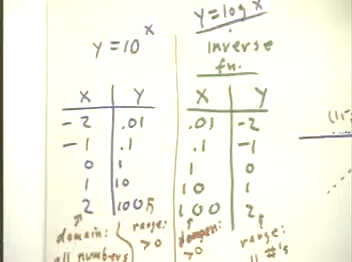 y = 10^x
x | y
-2 | .01
-1 | .1
0 | 1
1 | 10
2 | 100
domain:
all numbers
range:
>0
y = log x
inverse
fn.
x | y
.01 | -2
.1 | -1
1 | 0
10 | 1
100 | 2
domain:
>0
range:
all #'s